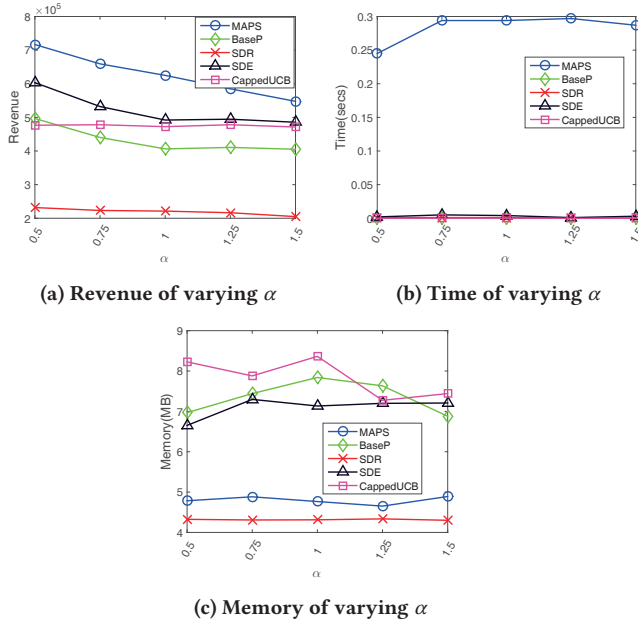 8 ×10⁵
7
6
5
4
3
2
Revenue
0.5 0.75 1 1.25 1.5
α
MAPS
BaseP
SDR
SDE
CappedUCB
(a) Revenue of varying α
0.3
0.25
0.2
0.15
0.1
0.05
0
Time(secs)
0.5 0.75 1 1.25 1.5
α
MAPS
BaseP
SDR
SDE
CappedUCB
(b) Time of varying α
9
8
7
6
5
4
Memory(MB)
0.5 0.75 1 1.25 1.5
α
MAPS
BaseP
SDR
SDE
CappedUCB
(c) Memory of varying α